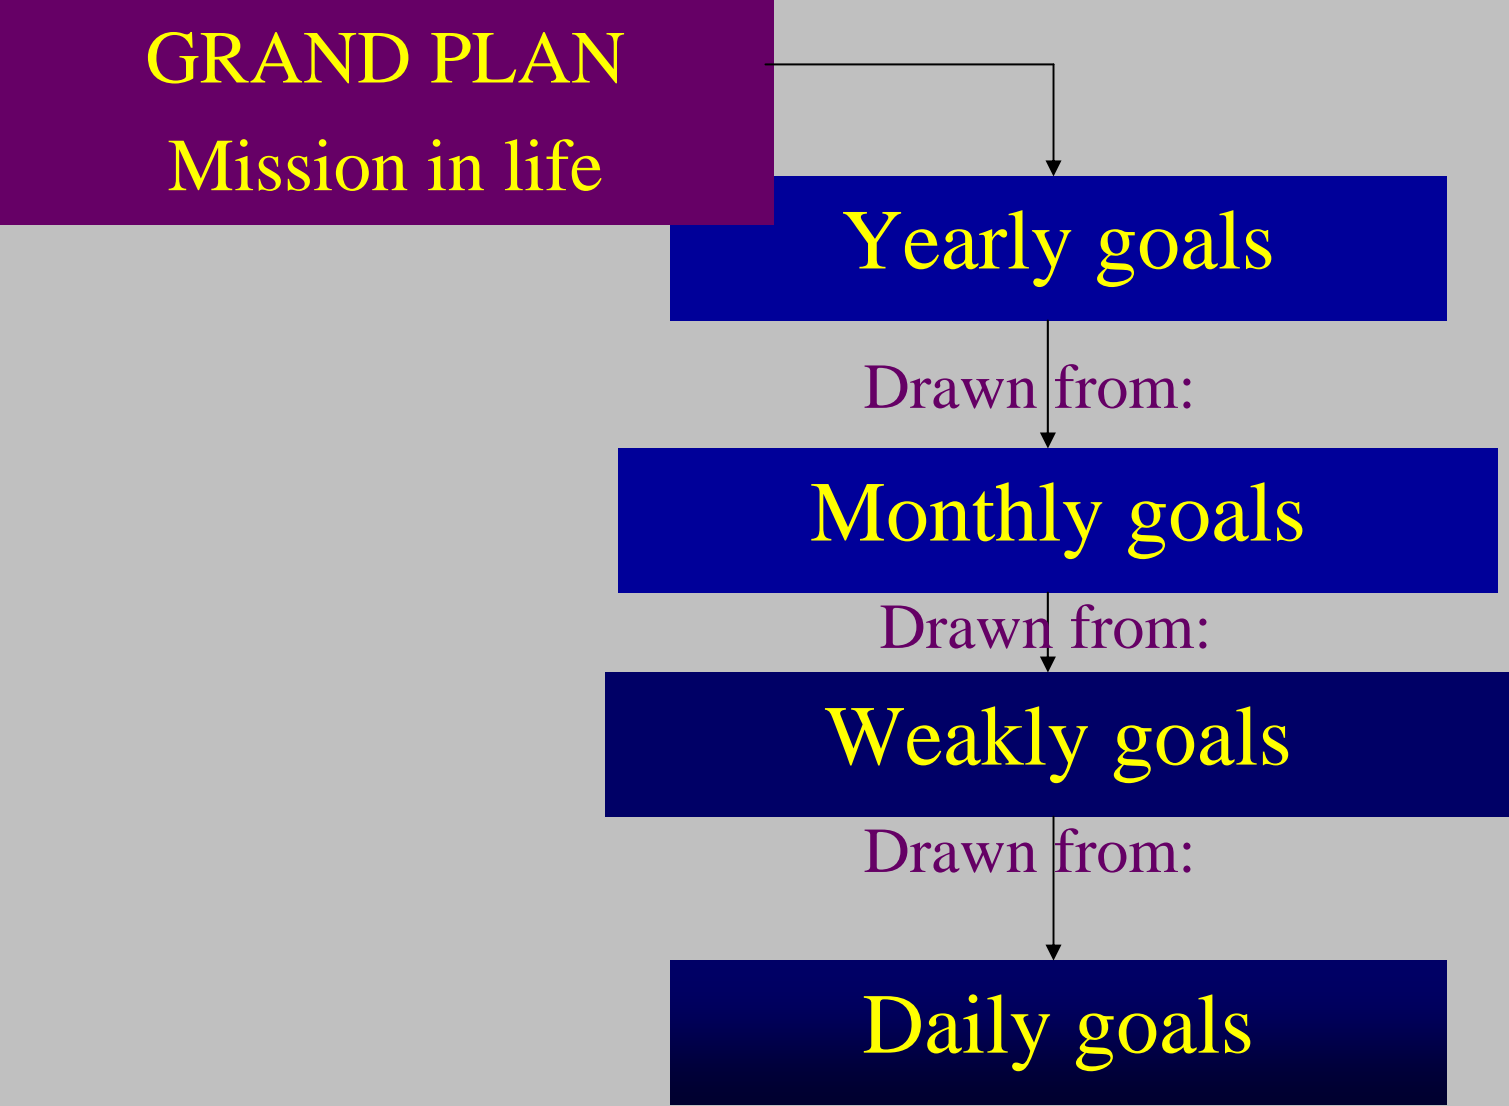 GRAND PLAN
Mission in life
Yearly goals
Drawn from:
Monthly goals
Drawn from:
Weakly goals
Drawn from:
Daily goals